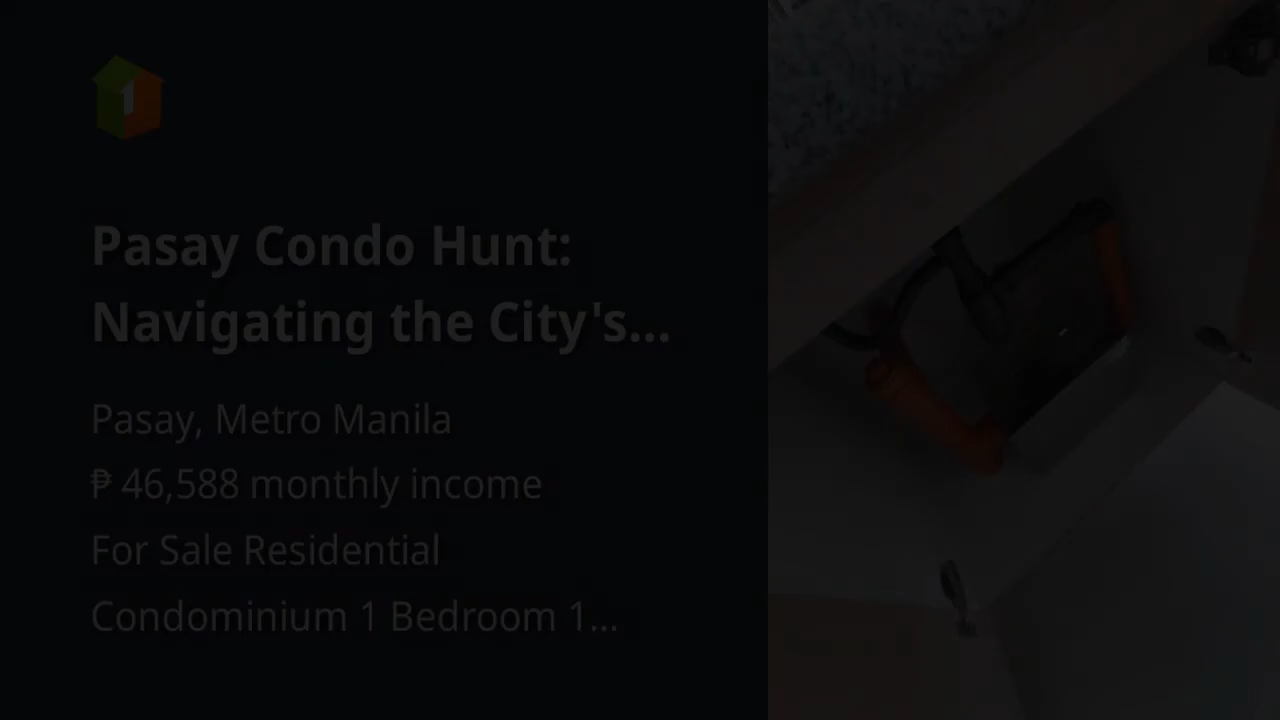 Pasay Condo Hunt:
Navigating the City's...
Pasay, Metro Manila
₱ 46,588 monthly income
For Sale Residential
Condominium 1 Bedroom 1...